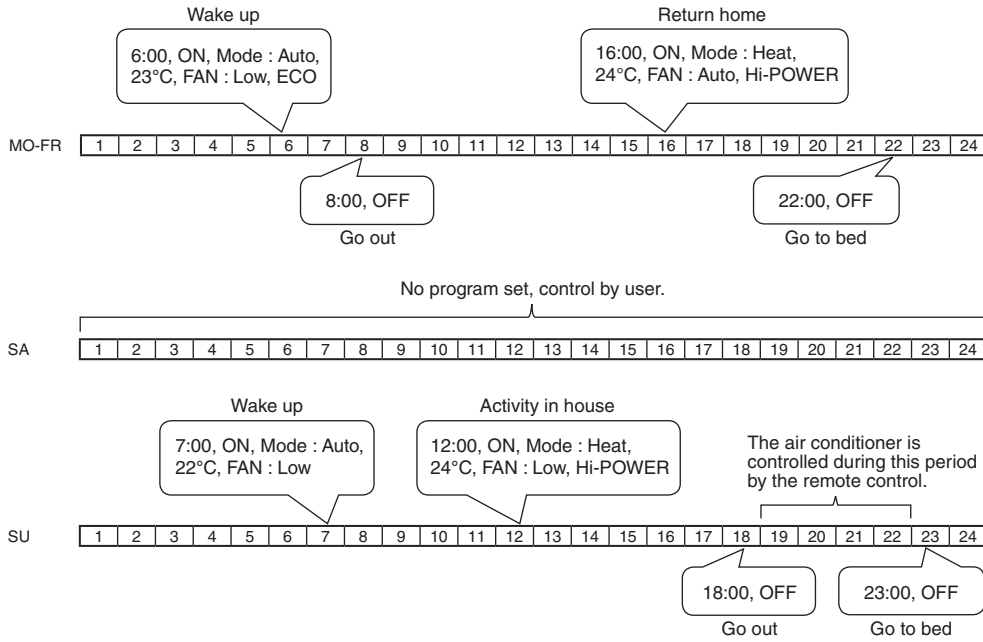 Wake up
6:00, ON, Mode : Auto,
23°C, FAN : Low, ECO
Return home
16:00, ON, Mode : Heat,
24°C, FAN : Auto, Hi-POWER
MO-FR 1 2 3 4 5 6 7 8 9 10 11 12 13 14 15 16 17 18 19 20 21 22 23 24
8:00, OFF
Go out
22:00, OFF
Go to bed
No program set, control by user.
SA 1 2 3 4 5 6 7 8 9 10 11 12 13 14 15 16 17 18 19 20 21 22 23 24
Wake up
7:00, ON, Mode : Auto,
22°C, FAN : Low
Activity in house
12:00, ON, Mode : Heat,
24°C, FAN : Low, Hi-POWER
The air conditioner is
controlled during this period
by the remote control.
SU 1 2 3 4 5 6 7 8 9 10 11 12 13 14 15 16 17 18 19 20 21 22 23 24
18:00, OFF
Go out
23:00, OFF
Go to bed